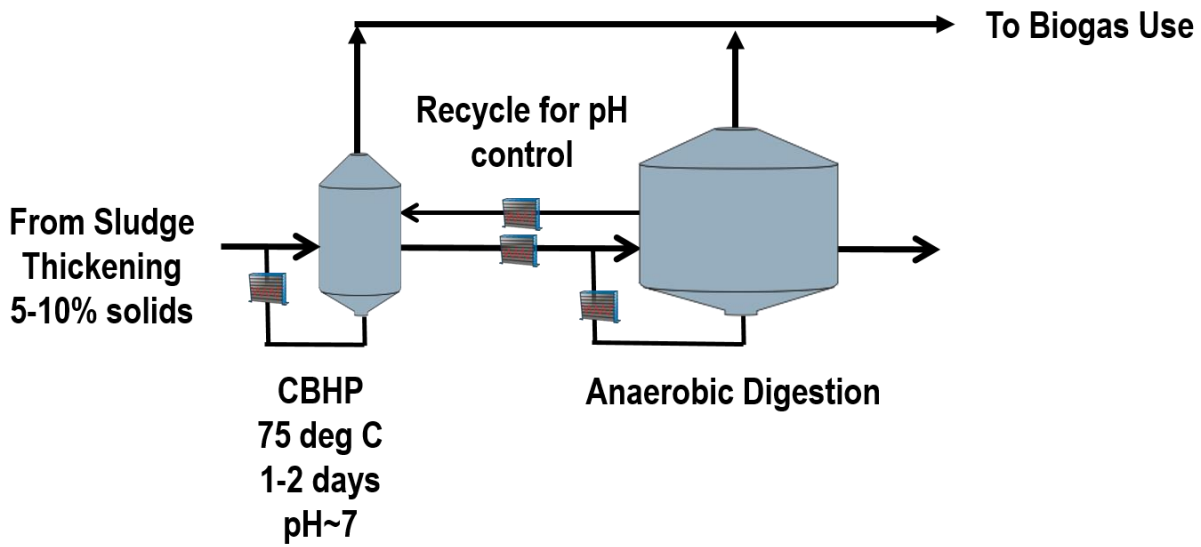 To Biogas Use
Recycle for pH
control
From Sludge
Thickening
5-10% solids
CBHP
75 deg C
1-2 days
pH~7
Anaerobic Digestion